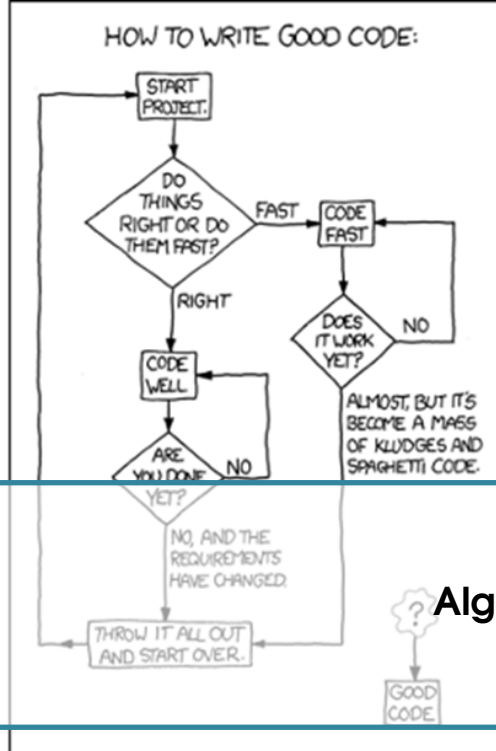 HOW TO WRITE GOOD CODE:
START
PROJECT.
DO
THINGS
RIGHT OR DO
THEM FAST?
FAST
CODE
FAST
RIGHT
DOES
IT WORK
YET?
NO
CODE
WELL
ALMOST, BUT IT'S
BECOME A MASS
OF KLUDGES AND
SPAGHETTI CODE.
ARE
YOU DONE
YET?
NO
NO, AND THE
REQUIREMENTS
HAVE CHANGED.
THROW IT ALL OUT
AND START OVER.
?
Alg
GOOD
CODE